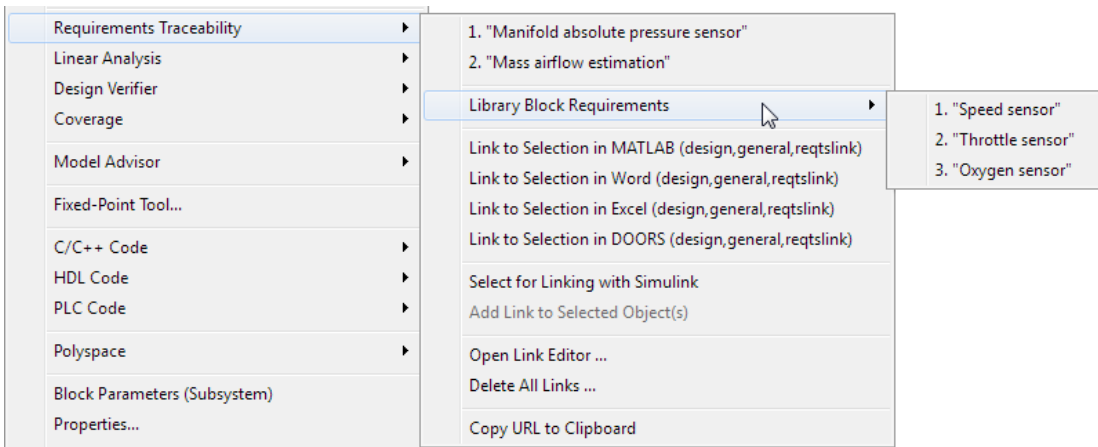 Requirements Traceability
Linear Analysis
Design Verifier
Coverage
Model Advisor
Fixed-Point Tool...
C/C++ Code
HDL Code
PLC Code
Polyspace
Block Parameters (Subsystem)
Properties...
1. "Manifold absolute pressure sensor"
2. "Mass airflow estimation"
Library Block Requirements
Link to Selection in MATLAB (design,general,reqtslink)
Link to Selection in Word (design,general,reqtslink)
Link to Selection in Excel (design,general,reqtslink)
Link to Selection in DOORS (design,general,reqtslink)
Select for Linking with Simulink
Add Link to Selected Object(s)
Open Link Editor ...
Delete All Links ...
Copy URL to Clipboard
1. "Speed sensor"
2. "Throttle sensor"
3. "Oxygen sensor"